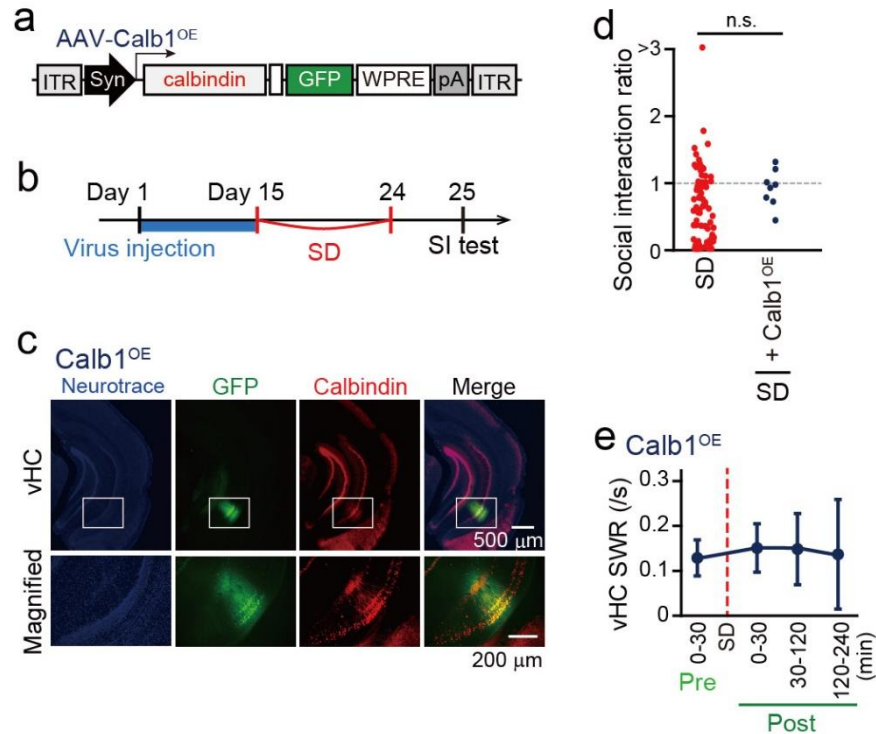 a
AAV-Calb1OE
ITR Syn calbindin GFP WPRE pA ITR
b
Day 1 Day 15 24 25
Virus injection SD SI test
c
Calb1OE
Neurotrace GFP Calbindin Merge
vHC
500 μm
Magnified
200 μm
d
n.s.
Social interaction ratio
>3
2
1
0
SD
+ Calb1OE
SD
e Calb1OE
vHC SWR (/s)
0.3
0.2
0.1
0
0-30 SD 0-30 30-120 120-240 (min)
Pre
Post